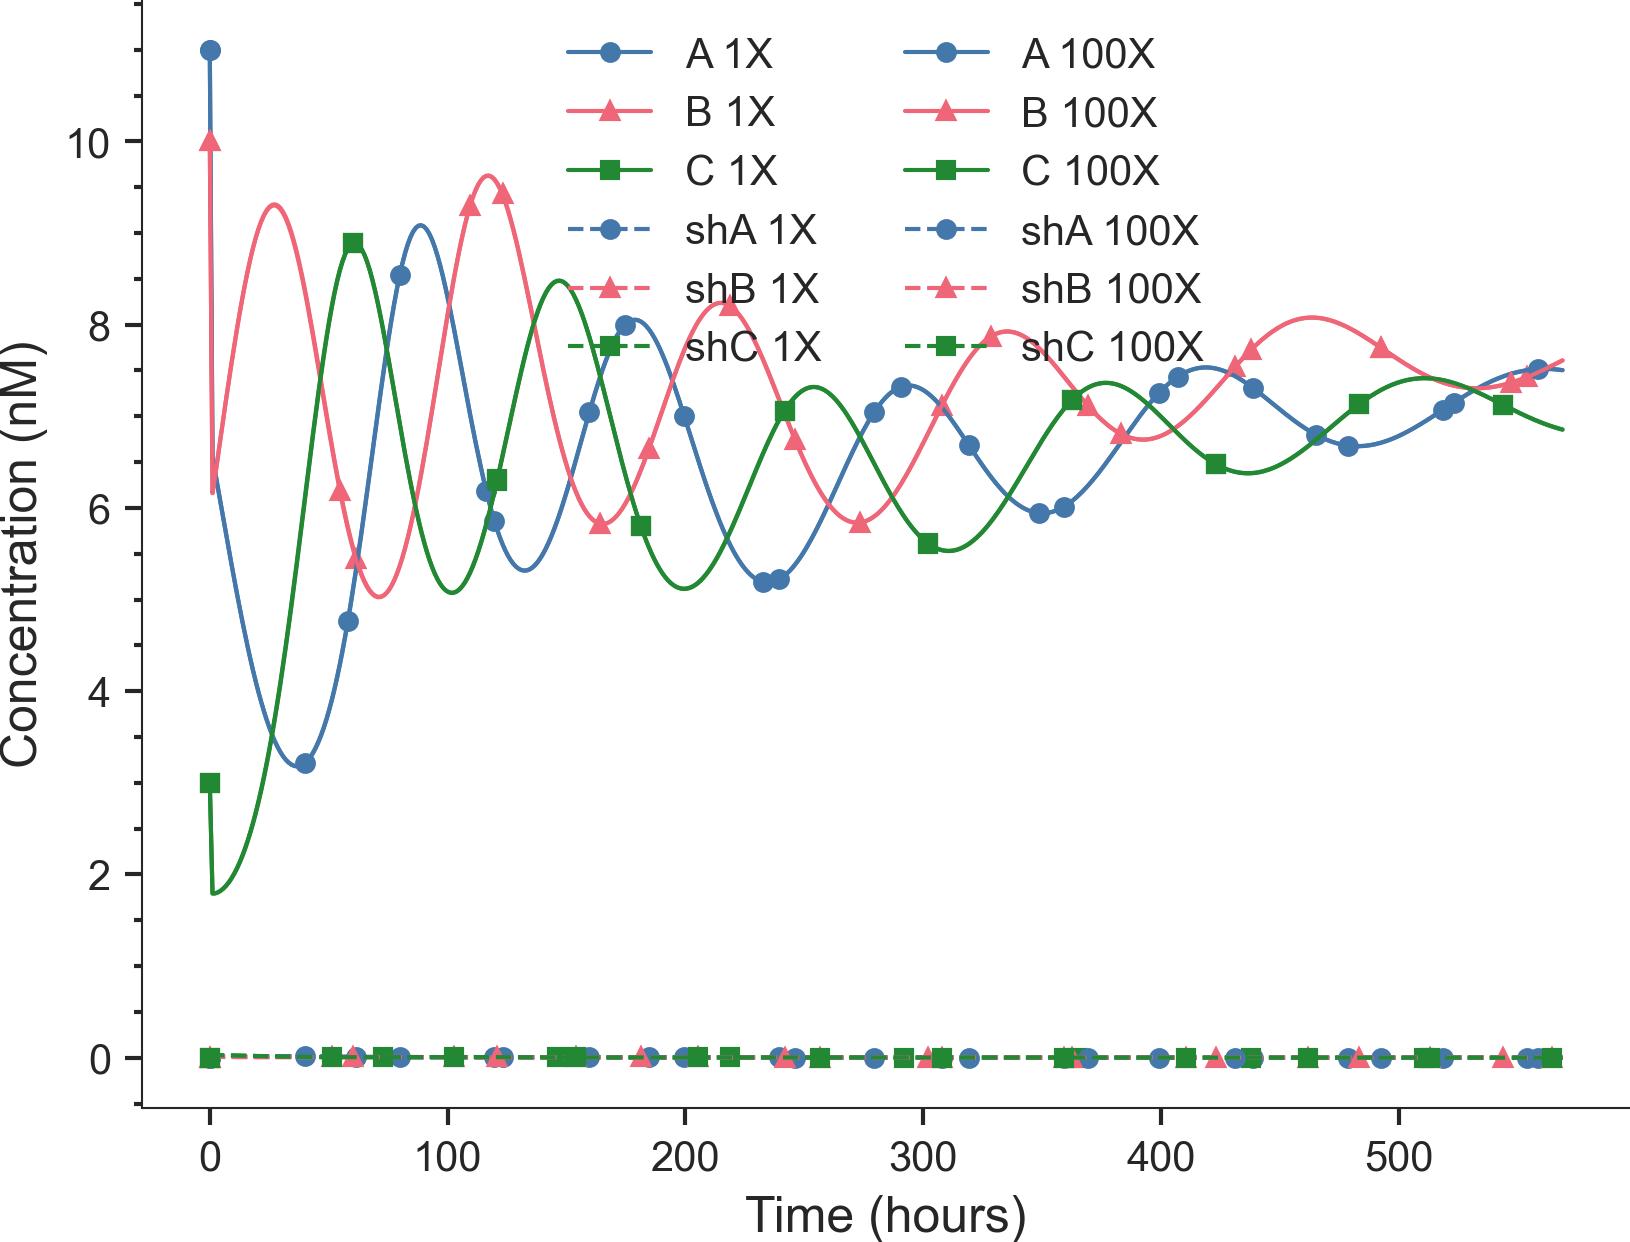 Concentration (nM)
10
8
6
4
2
0
A 1X
B 1X
C 1X
shA 1X
shB 1X
shC 1X
A 100X
B 100X
C 100X
shA 100X
shB 100X
shC 100X
0 100 200 300 400 500
Time (hours)